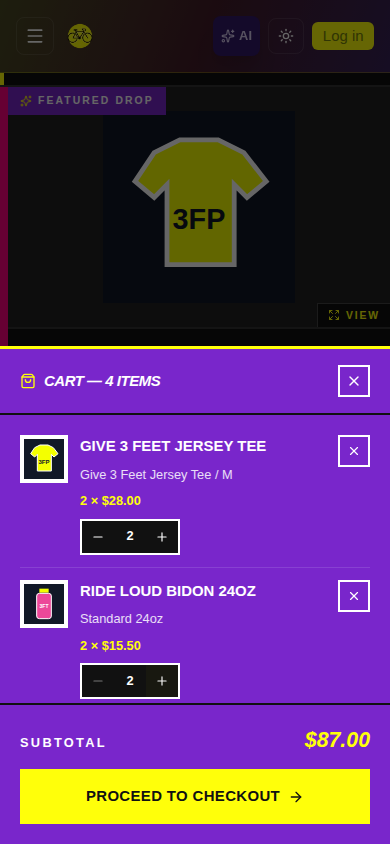 AI
Log in
FEATURED DROP
3FP
VIEW
CART — 4 ITEMS
3FP
GIVE 3 FEET JERSEY TEE
Give 3 Feet Jersey Tee / M
2 × $28.00
2
3FT
RIDE LOUD BIDON 24OZ
Standard 24oz
2 × $15.50
2
SUBTOTAL
$87.00
PROCEED TO CHECKOUT